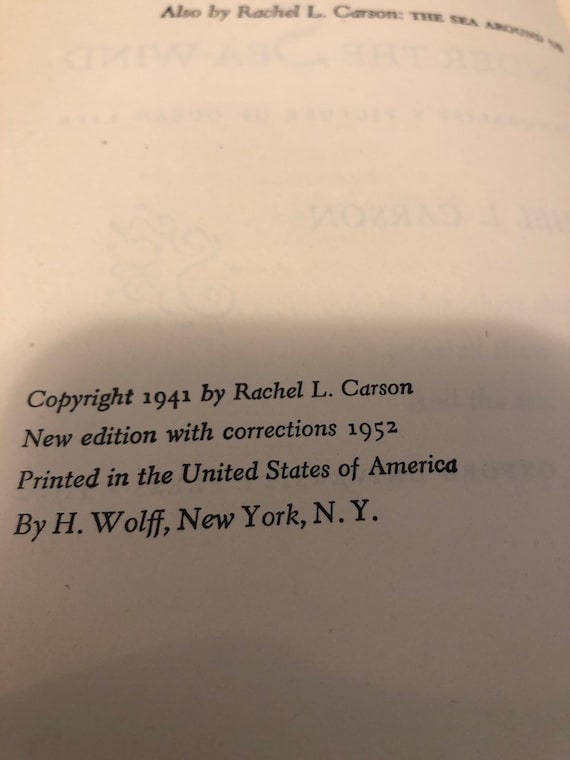 Also by Rachel L. Carson: THE SEA AROUND US
Copyright 1941 by Rachel L. Carson
New edition with corrections 1952
Printed in the United States of America
By H. Wolff, New York, N. Y.